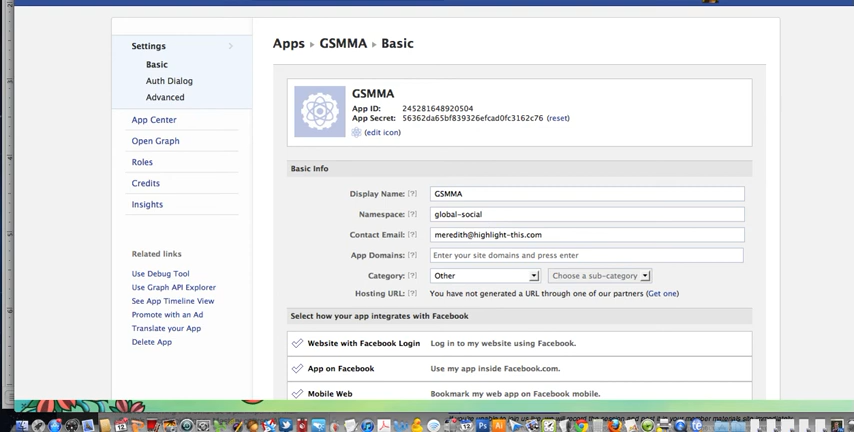 Settings
Basic
Auth Dialog
Advanced
App Center
Open Graph
Roles
Credits
Insights
Related links
Use Debug Tool
Use Graph API Explorer
See App Timeline View
Promote with an Ad
Translate your App
Delete App
Apps ▸ GSMMA ▸ Basic
GSMMA
App ID: 245281648920504
App Secret: 56362da65bf839326efcad0fc3162c76 (reset)
(edit icon)
Basic Info
Display Name: [?] GSMMA
Namespace: [?] global-social
Contact Email: [?] meredith@highlight-this.com
App Domains: [?] Enter your site domains and press enter
Category: [?] Other Choose a sub-category
Hosting URL: [?] You have not generated a URL through one of our partners (Get one)
Select how your app integrates with Facebook
Website with Facebook Login Log in to my website using Facebook.
App on Facebook Use my app inside Facebook.com.
Mobile Web Bookmark my web app on Facebook mobile.